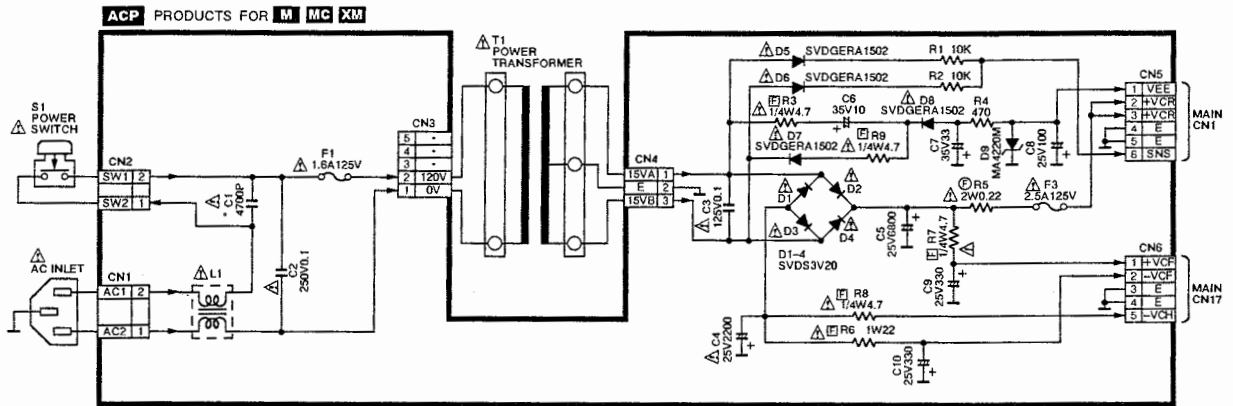 ACP PRODUCTS FOR M MC XM
S1
POWER
SWITCH
CN2
SW1 2
SW2 1
AC INLET
CN1
AC1 2
AC2 1
L1
C1
4700P
C2
250V0.1
F1
1.6A125V
CN3
5 -
4 -
3 -
2 120V
1 0V
T1
POWER
TRANSFORMER
CN4
15VA 1
E 2
15VB 3
C3
125V0.1
D5 SVDGERA1502
D6 SVDGERA1502
R1 10K
R2 10K
F R3
1/4W4.7
C6
35V10
D8
SVDGERA1502
R4
470
D7
SVDGERA1502
F R9
1/4W4.7
C7
35V33
D9
MA4220M
C8
25V100
D1
D2
D3
D4
D1-4
SVDS3V20
C5
25V6800
F R5
2W0.22
F3
2.5A125V
F R7
1/4W4.7
C9
25V330
F R8
1/4W4.7
F R6 1W22
C4
25V2200
C10
25V330
CN5
1 VEE
2 +VCR
3 +VCR
4 E
5 E
6 SNS
MAIN
CN1
CN6
1 +VCF
2 -VCF
3 E
4 E
5 -VCH
MAIN
CN17